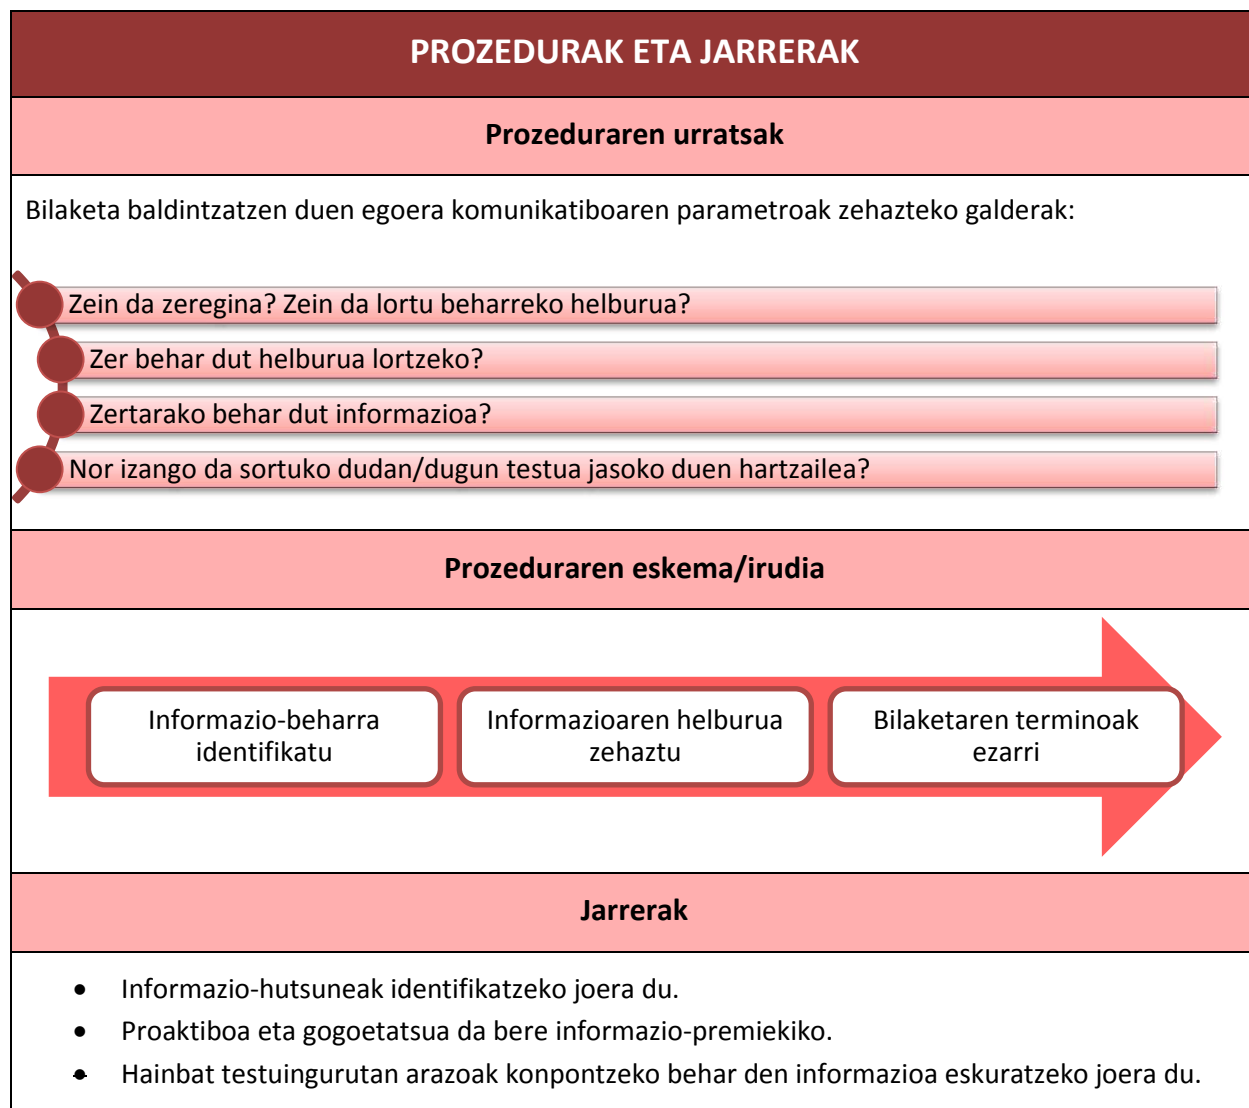 PROZEDURAK ETA JARRERAK
Prozeduraren urratsak
Bilaketa baldintzatzen duen egoera komunikatiboaren parametroak zehazteko galderak:
Zein da zeregina? Zein da lortu beharreko helburua?
Zer behar dut helburua lortzeko?
Zertarako behar dut informazioa?
Nor izango da sortuko dudan/dugun testua jasoko duen hartzailea?
Prozeduraren eskema/irudia
Informazio-beharra
identifikatu
Informazioaren helburua
zehaztu
Bilaketaren terminoak
ezarri
Jarrerak
• Informazio-hutsuneak identifikatzeko joera du.
• Proaktiboa eta gogoetatsua da bere informazio-premiekiko.
• Hainbat testuingurutan arazoak konpontzeko behar den informazioa eskuratzeko joera du.